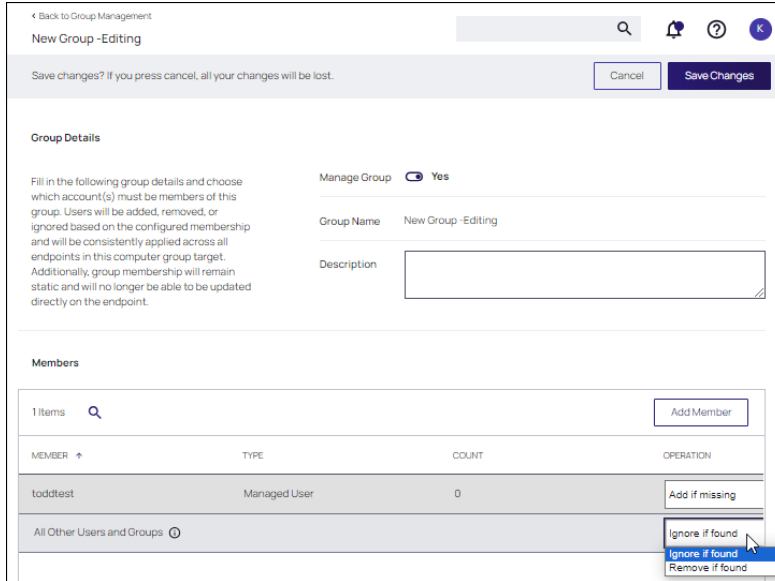 Back to Group Management
New Group -Editing
K
Save changes? If you press cancel, all your changes will be lost.
Cancel
Save Changes
Group Details
Fill in the following group details and choose
which account(s) must be members of this
group. Users will be added, removed, or
ignored based on the configured membership
and will be consistently applied across all
endpoints in this computer group target.
Additionally, group membership will remain
static and will no longer be able to be updated
directly on the endpoint.
Manage Group Yes
Group Name New Group -Editing
Description
Members
1 Items
Add Member
MEMBER TYPE COUNT OPERATION
toddtest Managed User 0 Add if missing
All Other Users and Groups Ignore if found
Ignore if found
Remove if found